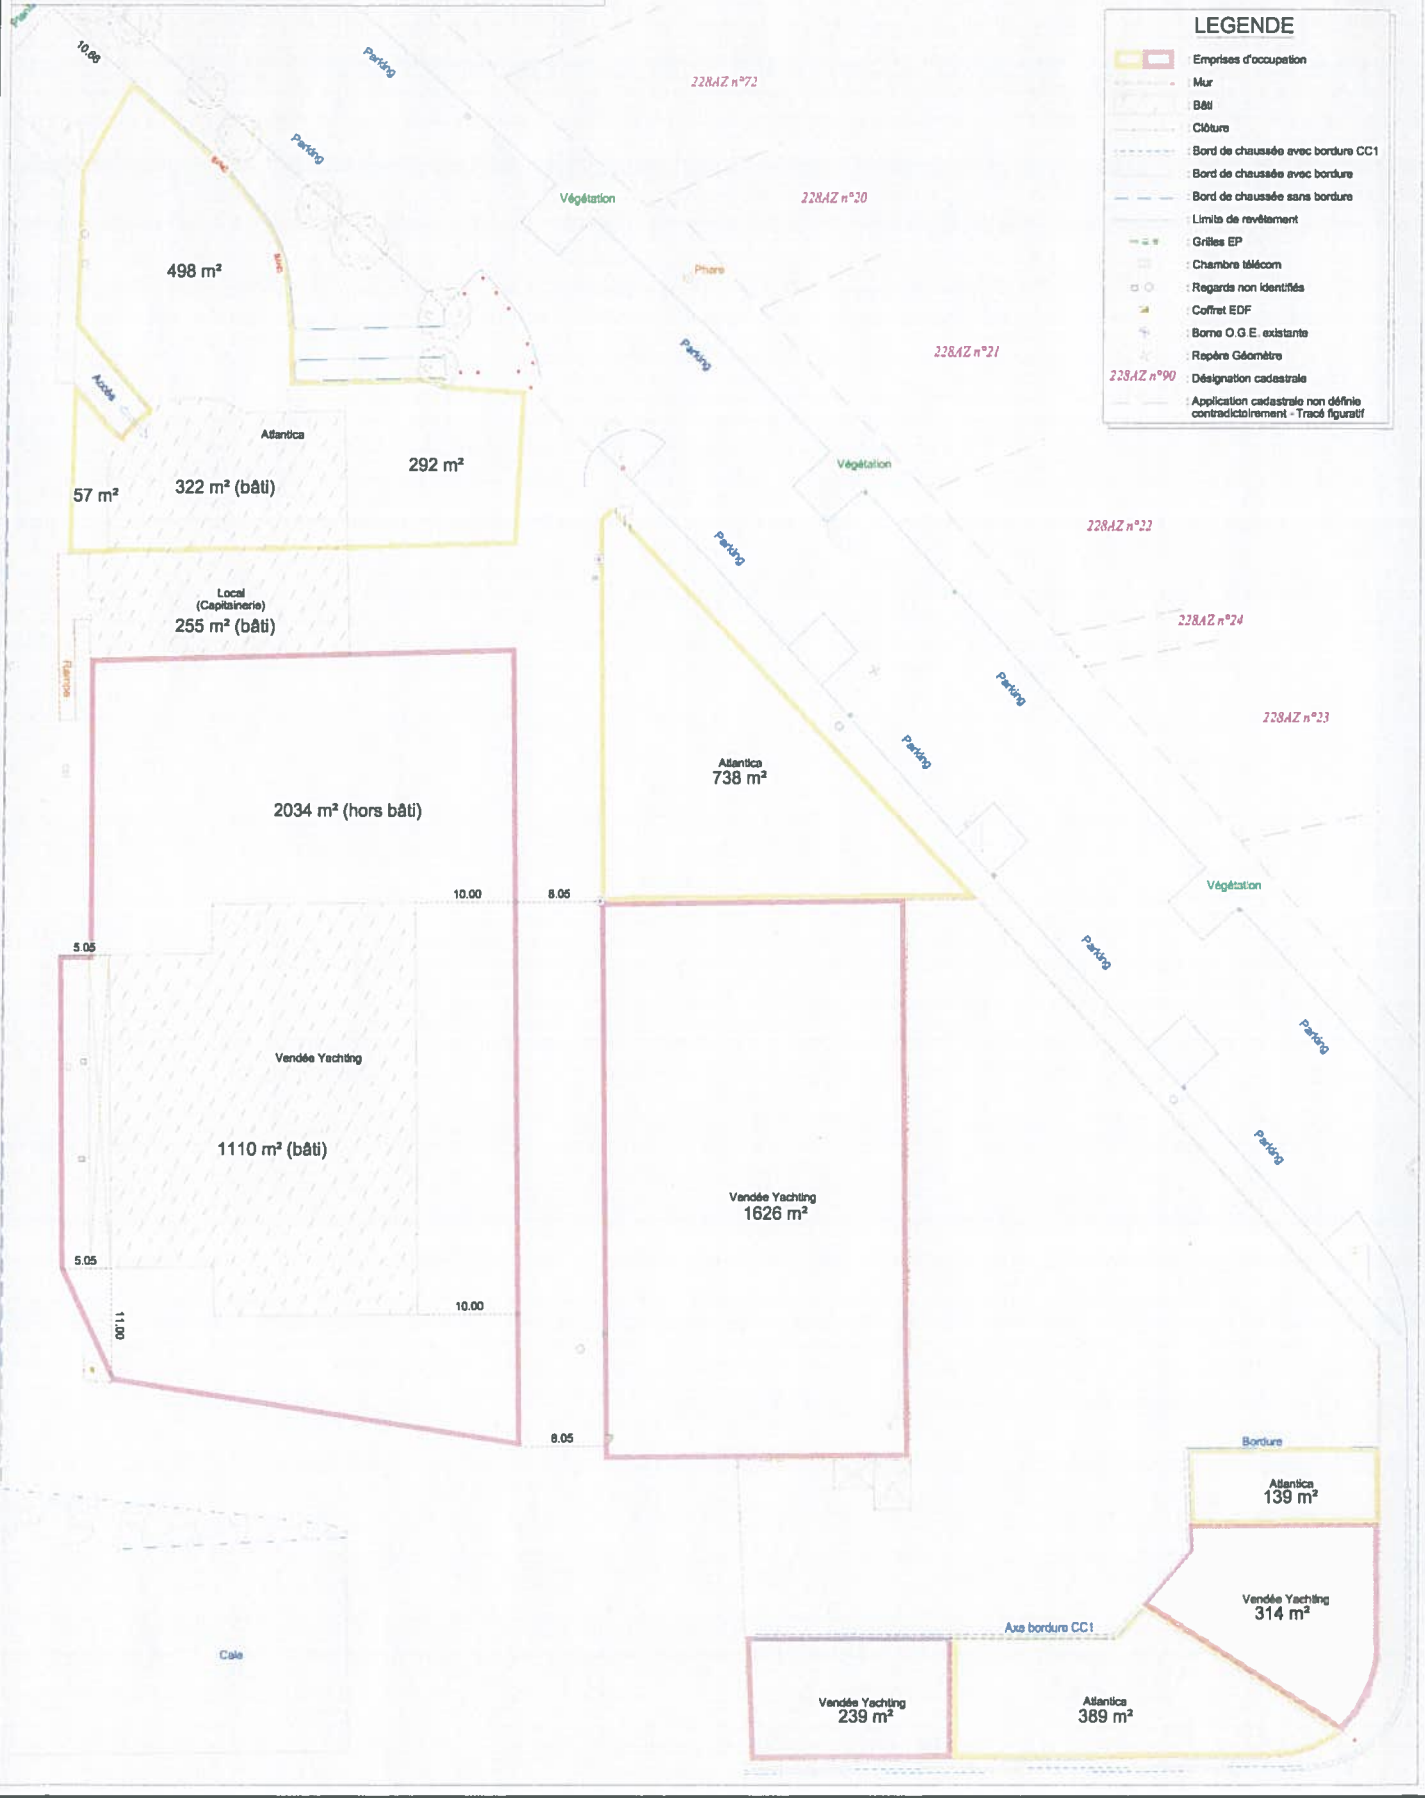 LEGENDE
: Emprises d'occupation
: Mur
: Bâti
: Clôture
: Bord de chaussée avec bordure CC1
: Bord de chaussée avec bordure
: Bord de chaussée sans bordure
: Limite de revêtement
: Grilles EP
: Chambre télécom
: Regards non identifiés
: Coffret EDF
: Borne O.G.E. existante
: Repère Géomètre
228AZ n°90 : Désignation cadastrale
: Application cadastrale non définie
contradictoirement - Tracé figuratif
10.66
Parking
228AZ n°72
Parking
Végétation
228AZ n°20
498 m²
Phare
Parking
228AZ n°21
Accès
Atlantica
292 m²
Végétation
57 m²
322 m² (bâti)
228AZ n°22
Parking
Local
(Capitainerie)
255 m² (bâti)
228AZ n°24
Rampe
Parking
228AZ n°23
Parking
Atlantica
738 m²
2034 m² (hors bâti)
10.00
8.05
Végétation
5.05
Parking
Parking
Vendée Yachting
1110 m² (bâti)
Parking
Vendée Yachting
1626 m²
5.05
11.00
10.00
8.05
Bordure
Atlantica
139 m²
Vendée Yachting
314 m²
Axe bordure CC1
Cale
Vendée Yachting
239 m²
Atlantica
389 m²